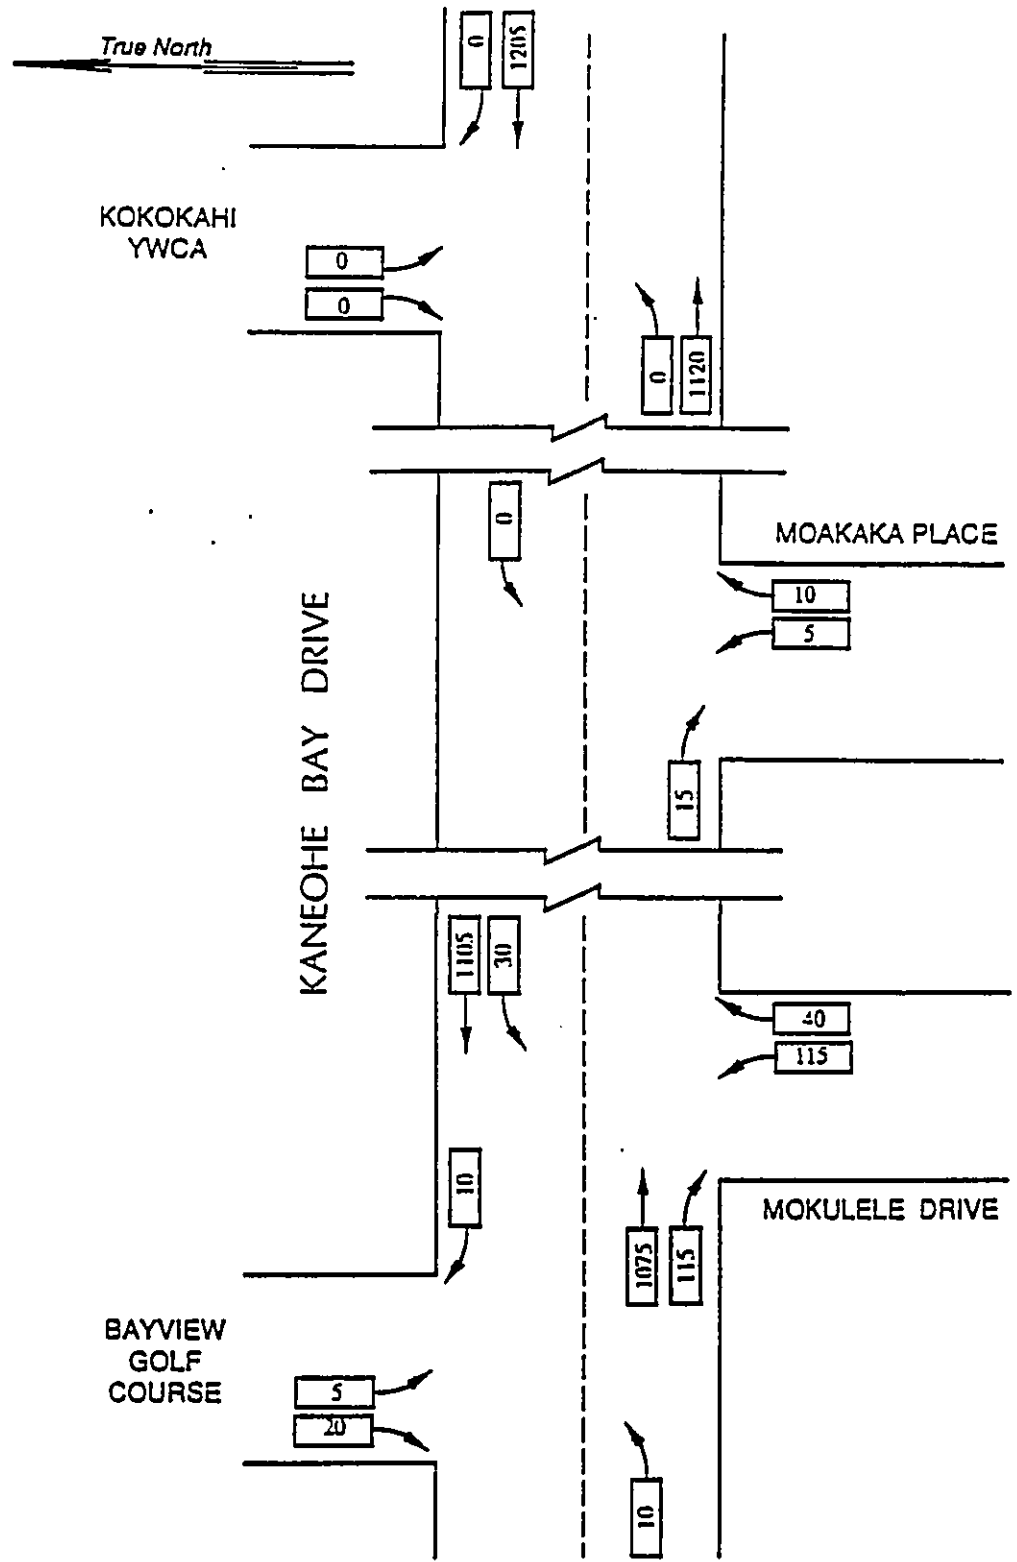 True North
0
1205
KOKOKAHI
YWCA
0
0
0
1120
0
MOAKAKA PLACE
10
5
KANEOHE BAY DRIVE
15
1105
30
40
115
10
MOKULELE DRIVE
1075
115
BAYVIEW
GOLF
COURSE
5
20
10